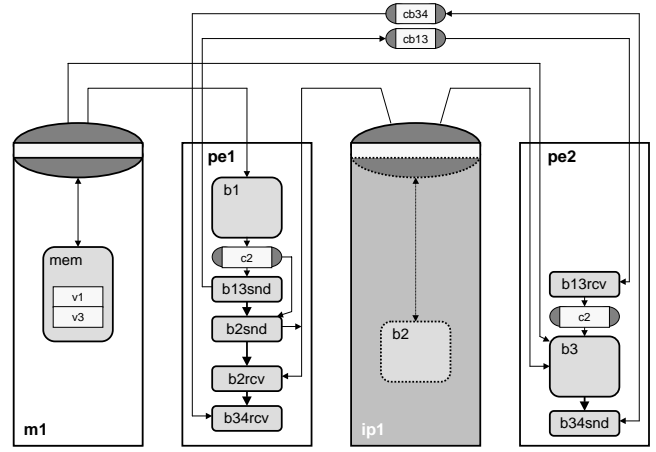 cb34
cb13
pe1
pe2
b1
mem
c2
v1
v3
b13snd
b13rcv
b2snd
c2
b2
b3
b2rcv
b34rcv
b34snd
m1
ip1